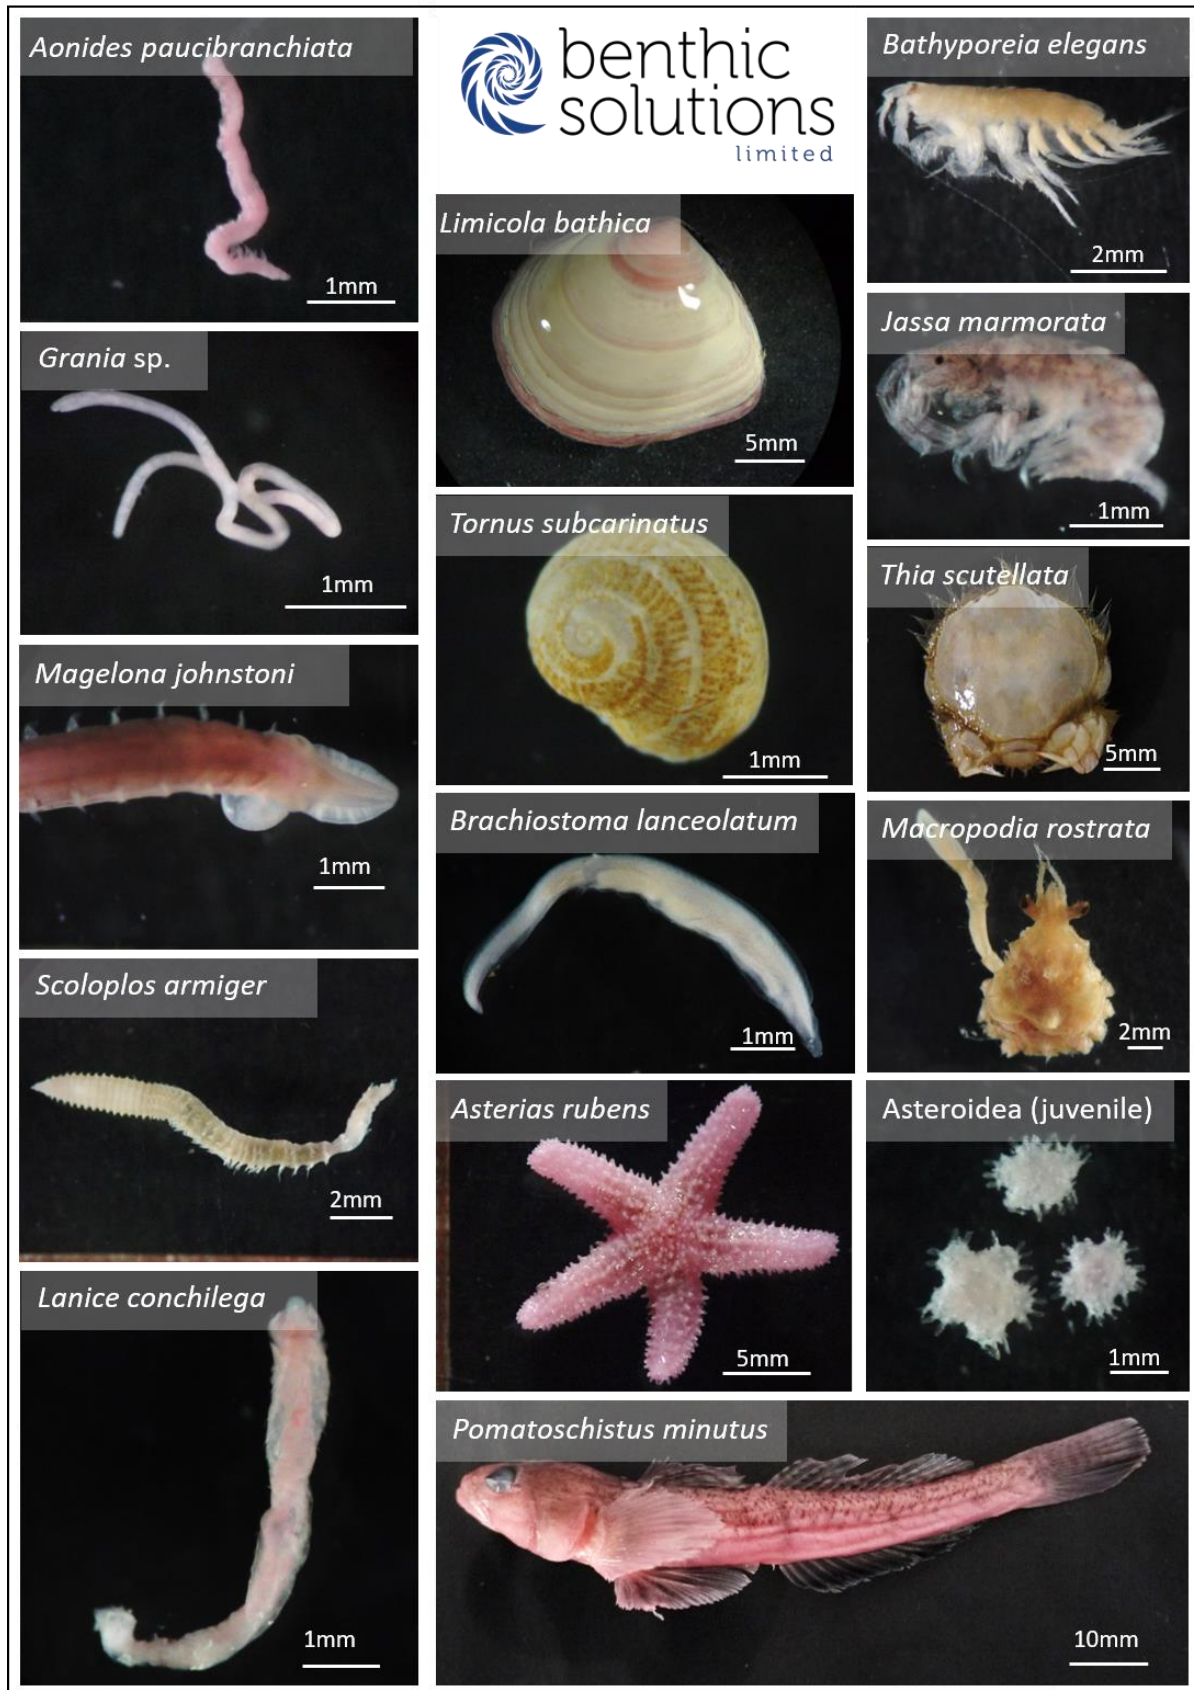 Aonides paucibranchiata
1mm
Grania sp.
1mm
Magelona johnstoni
1mm
Scoloplos armiger
2mm
Lanice conchilega
1mm
benthic
solutions
limited
Limicola bathica
5mm
Tornus subcarinatus
1mm
Brachiostoma lanceolatum
1mm
Asterias rubens
5mm
Bathyporeia elegans
2mm
Jassa marmorata
1mm
Thia scutellata
5mm
Macropodia rostrata
2mm
Asteroidea (juvenile)
1mm
Pomatoschistus minutus
10mm